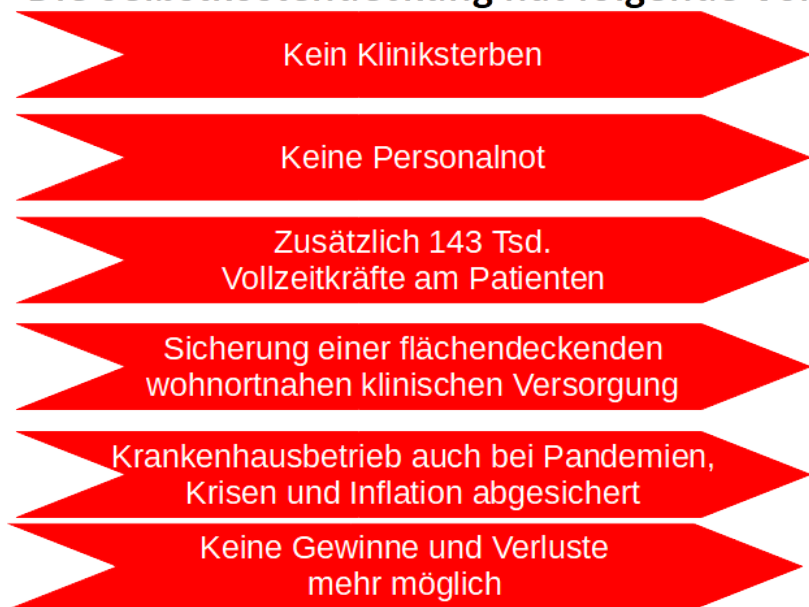 Kein Kliniksterben
Keine Personalnot
Zusätzlich 143 Tsd.
Vollzeitkräfte am Patienten
Sicherung einer flächendeckenden
wohnortnahen klinischen Versorgung
Krankenhausbetrieb auch bei Pandemien,
Krisen und Inflation abgesichert
Keine Gewinne und Verluste
mehr möglich